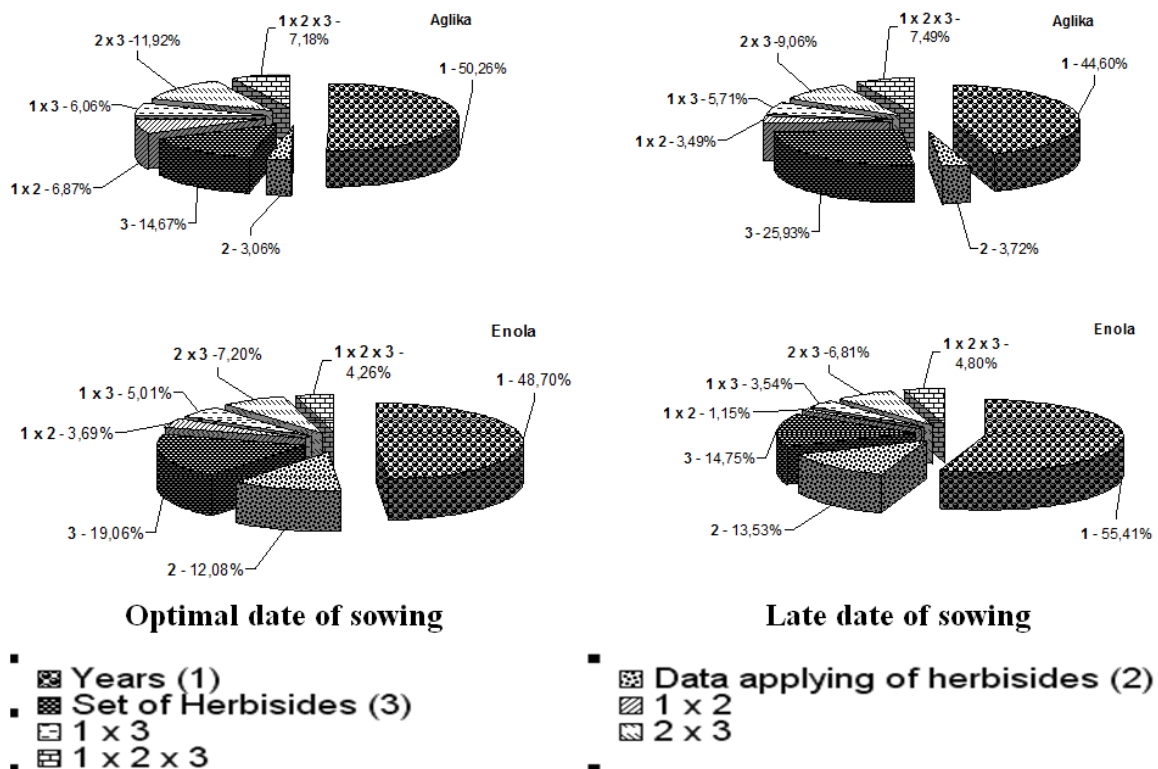 Aglika
1 x 2 x 3 -
7,18%
2 x 3 -11,92%
1 - 50,26%
1 x 3 - 6,06%
1 x 2 - 6,87%
3 - 14,67%
2 - 3,06%
Aglika
1 x 2 x 3 -
7,49%
2 x 3 -9,06%
1 - 44,60%
1 x 3 - 5,71%
1 x 2 - 3,49%
3 - 25,93%
2 - 3,72%
Enola
1 x 2 x 3 -
4,26%
2 x 3 -7,20%
1 - 48,70%
1 x 3 - 5,01%
1 x 2 - 3,69%
3 - 19,06%
2 - 12,08%
Enola
1 x 2 x 3 -
4,80%
2 x 3 -6,81%
1 x 3 - 3,54%
1 x 2 - 1,15%
3 - 14,75%
2 - 13,53%
1 - 55,41%
Optimal date of sowing
Late date of sowing
Years (1)
Set of Herbisides (3)
1 x 3
1 x 2 x 3
Data applying of herbisides (2)
1 x 2
2 x 3